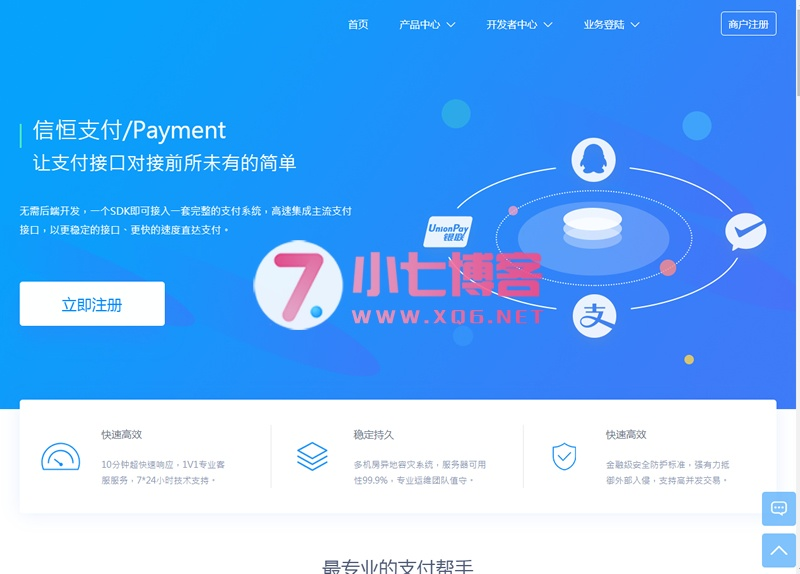 首页 产品中心 开发者中心 业务登陆 商户注册
信恒支付/Payment
让支付接口对接前所未有的简单
无需后端开发，一个SDK即可接入一套完整的支付系统，高速集成主流支付
接口，以更稳定的接口、更快的速度直达支付。
UnionPay
银联
支
7 小七博客
WWW.XQ6.NET
立即注册
快速高效
10分钟超快速响应，1V1专业客
服服务，7*24小时技术支持。
稳定持久
多机房异地容灾系统，服务器可用
性99.9%，专业运维团队值守。
快速高效
金融级安全防护标准，强有力抵
御外部入侵，支持高并发交易。
最专业的支付帮手